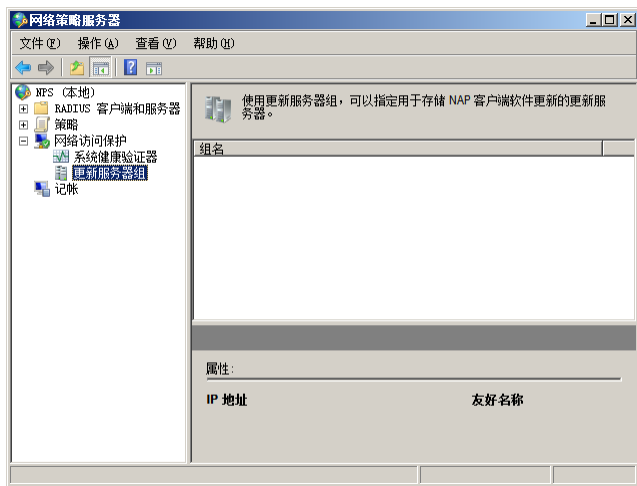 网络策略服务器
文件(F) 操作(A) 查看(V) 帮助(H)
NPS (本地)
RADIUS 客户端和服务器
策略
网络访问保护
系统健康验证器
更新服务器组
记帐
使用更新服务器组，可以指定用于存储 NAP 客户端软件更新的更新服
务器。
组名
属性:
IP 地址 友好名称